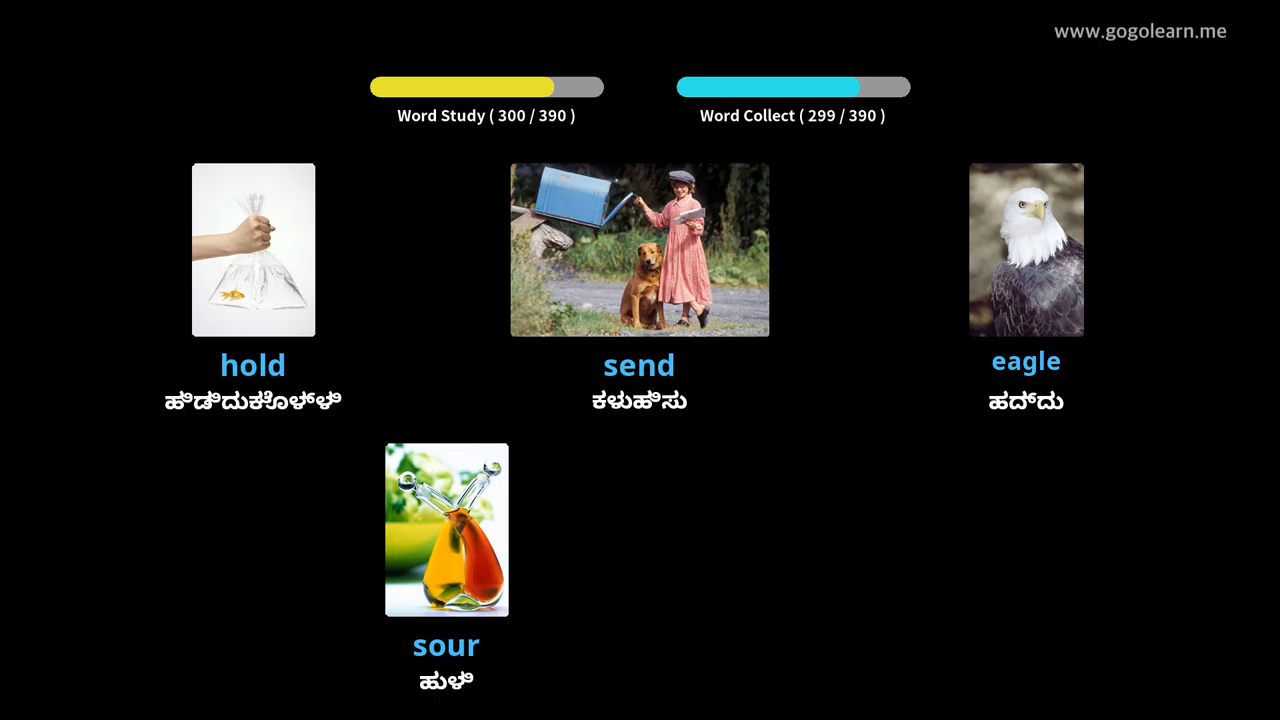 www.gogolearn.me
Word Study ( 300 / 390 )
Word Collect ( 299 / 390 )
hold
ಹಿಡಿದುಕೊಳ್ಳಿ
send
ಕಳುಹಿಸು
eagle
ಹದ್ದು
sour
ಹುಳಿ